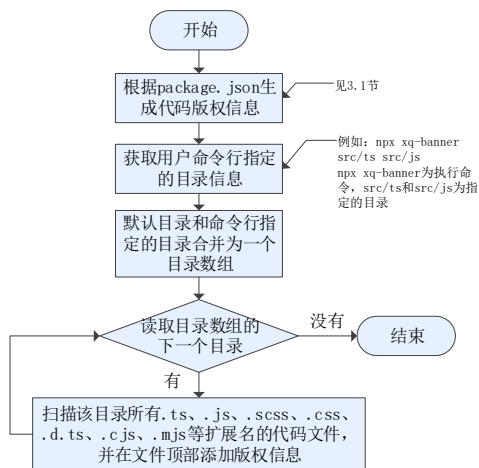 开始
根据package.json生
成代码版权信息
见3.1节
获取用户命令行指定
的目录信息
例如：npx xq-banner
src/ts src/js
npx xq-banner为执行命
令，src/ts和src/js为指
定的目录
默认目录和命令行指
定的目录合并为一个
目录数组
读取目录数组的
下一个目录
没有
结束
有
扫描该目录所有.ts、.js、.scss、.css、
.d.ts、.cjs、.mjs等扩展名的代码文件，
并在文件顶部添加版权信息